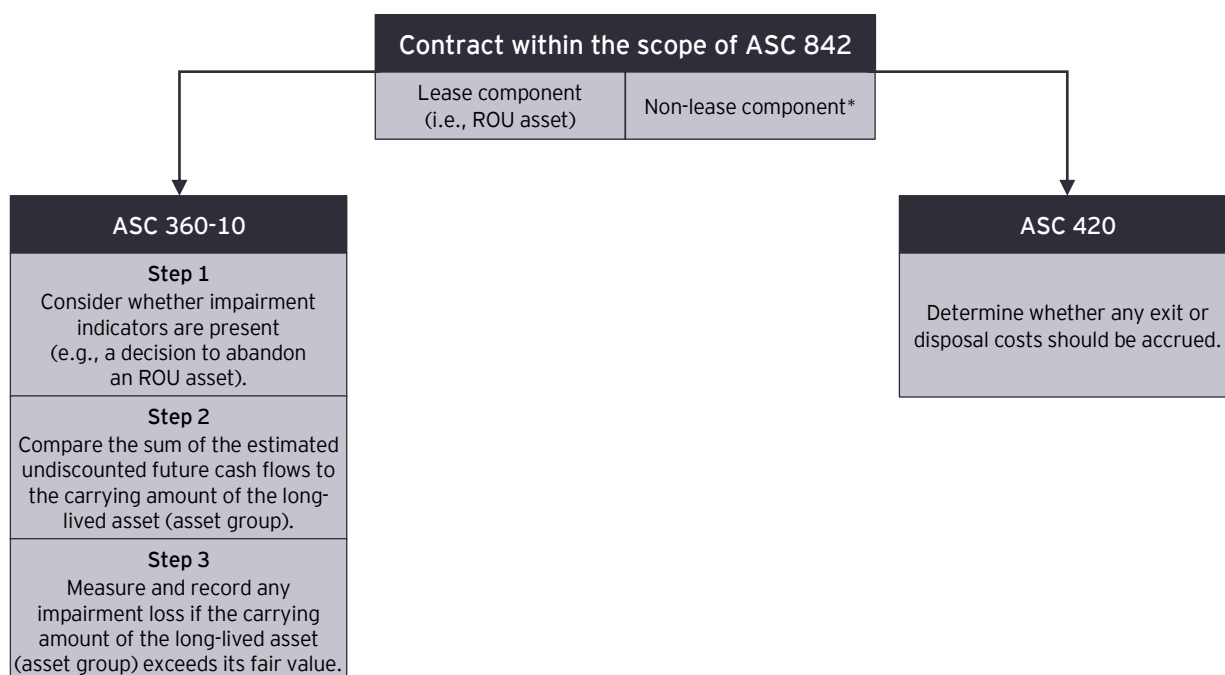 Contract within the scope of ASC 842
Lease component
(i.e., ROU asset)
Non-lease component*
ASC 360-10
Step 1
Consider whether impairment
indicators are present
(e.g., a decision to abandon
an ROU asset).
Step 2
Compare the sum of the estimated
undiscounted future cash flows to
the carrying amount of the long-
lived asset (asset group).
Step 3
Measure and record any
impairment loss if the carrying
amount of the long-lived asset
(asset group) exceeds its fair value.
ASC 420
Determine whether any exit or
disposal costs should be accrued.